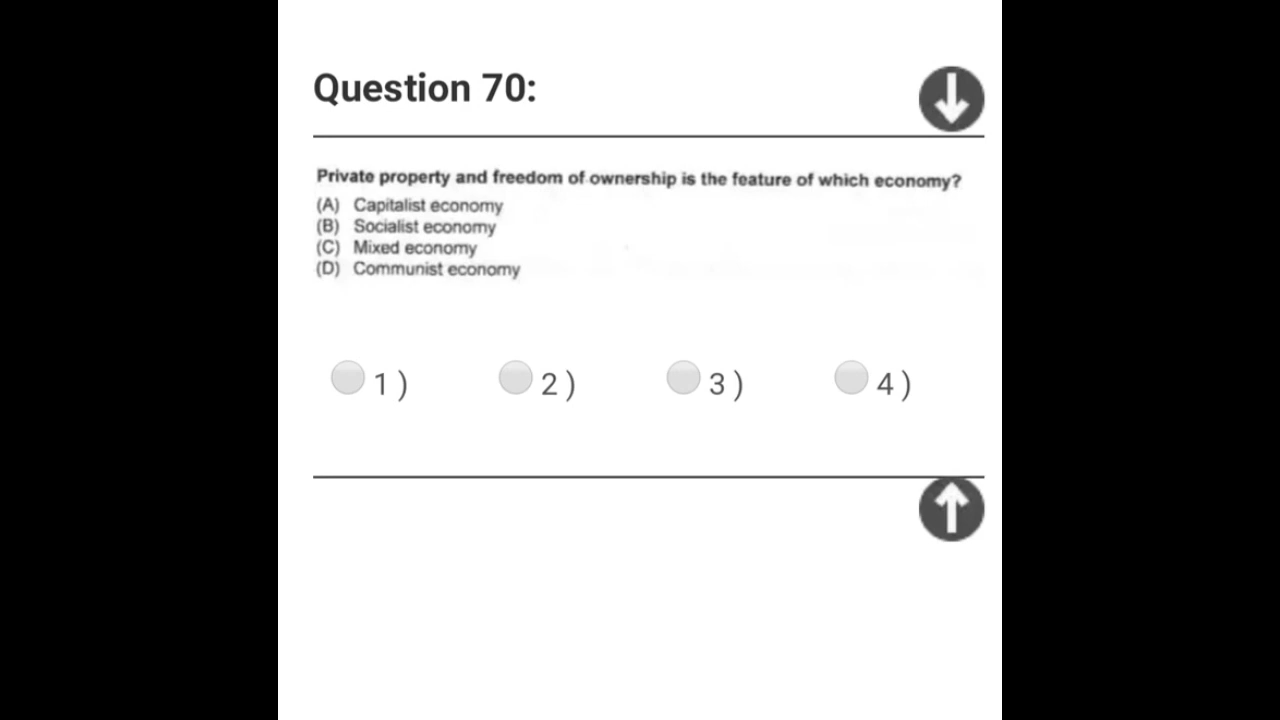 Question 70:
Private property and freedom of ownership is the feature of which economy?
(A) Capitalist economy
(B) Socialist economy
(C) Mixed economy
(D) Communist economy
1 ) 2 ) 3 ) 4 )